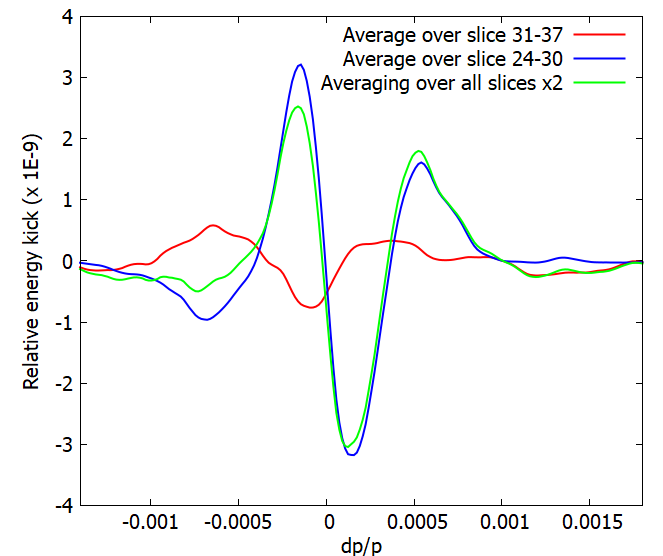 Average over slice 31-37
Average over slice 24-30
Averaging over all slices x2
Relative energy kick (x 1E-9)
4
3
2
1
0
-1
-2
-3
-4
-0.001 -0.0005 0 0.0005 0.001 0.0015
dp/p